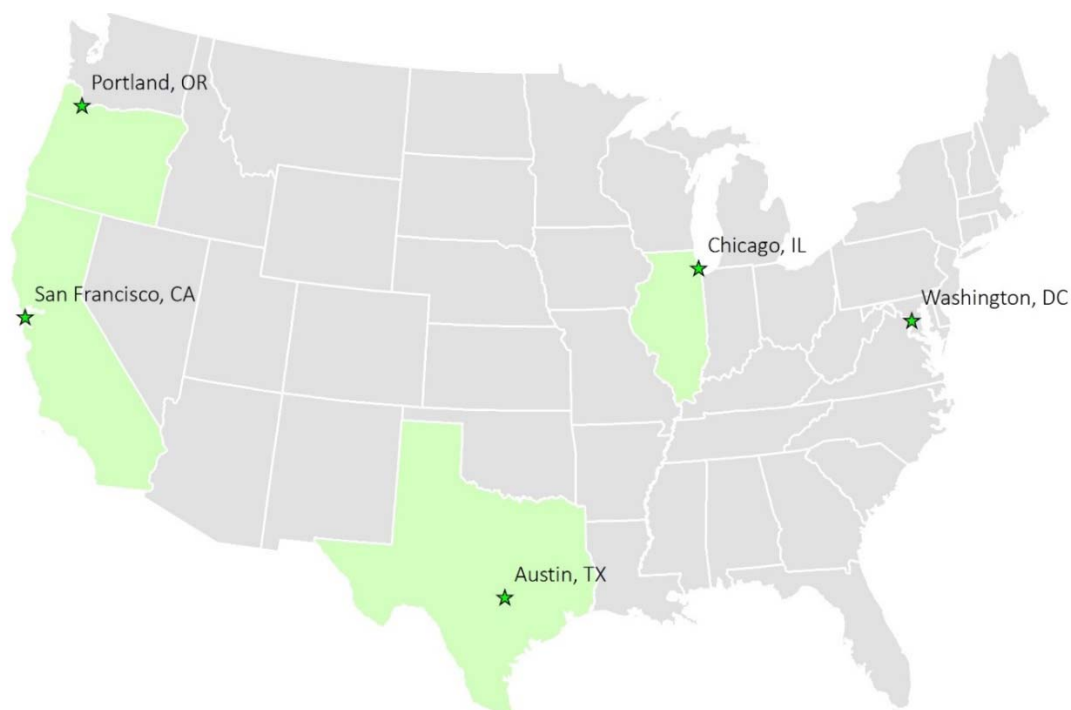 Portland, OR
Chicago, IL
San Francisco, CA
Washington, DC
Austin, TX